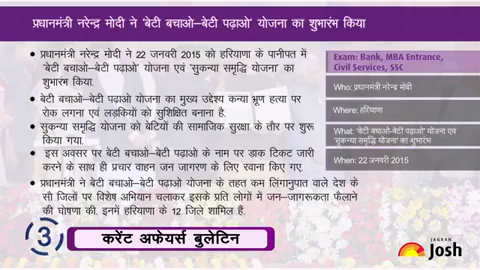 प्रधानमंत्री नरेन्द्र मोदी ने 'बेटी बचाओ–बेटी पढ़ाओ' योजना का शुभारंभ किया
• प्रधानमंत्री नरेन्द्र मोदी ने 22 जनवरी 2015 को हरियाणा के पानीपत में
'बेटी बचाओ–बेटी पढ़ाओ' योजना एवं 'सुकन्या समृद्धि योजना' का
शुभारंभ किया.
• बेटी बचाओ–बेटी पढ़ाओ योजना का मुख्य उद्देश्य कन्या भ्रूण हत्या पर
रोक लगना एवं लड़कियों को सुशिक्षित बनाना है.
• सुकन्या समृद्धि योजना को बेटियों की सामाजिक सुरक्षा के तौर पर शुरू
किया गया.
• इस अवसर पर बेटी बचाओ–बेटी पढ़ाओ के नाम पर डाक टिकट जारी
करने के साथ ही प्रचार वाहन जन जागरण के लिए रवाना किए गए.
• प्रधानमंत्री ने बेटी बचाओ–बेटी पढ़ाओ योजना के तहत कम लिंगानुपात वाले देश के
सौ जिलों पर विशेष अभियान चलाकर इसके प्रति लोगों में जन–जागरूकता फैलाने
की घोषणा की. इनमें हरियाणा के 12 जिले शामिल हैं.
Exam: Bank, MBA Entrance,
Civil Services, SSC
Who: प्रधानमंत्री नरेन्द्र मोदी
Where: हरियाणा
What: 'बेटी बचाओ–बेटी पढ़ाओ' योजना एवं
'सुकन्या समृद्धि योजना' का शुभारंभ
When: 22 जनवरी 2015
3 करेंट अफेयर्स बुलेटिन
JAGRAN
Josh